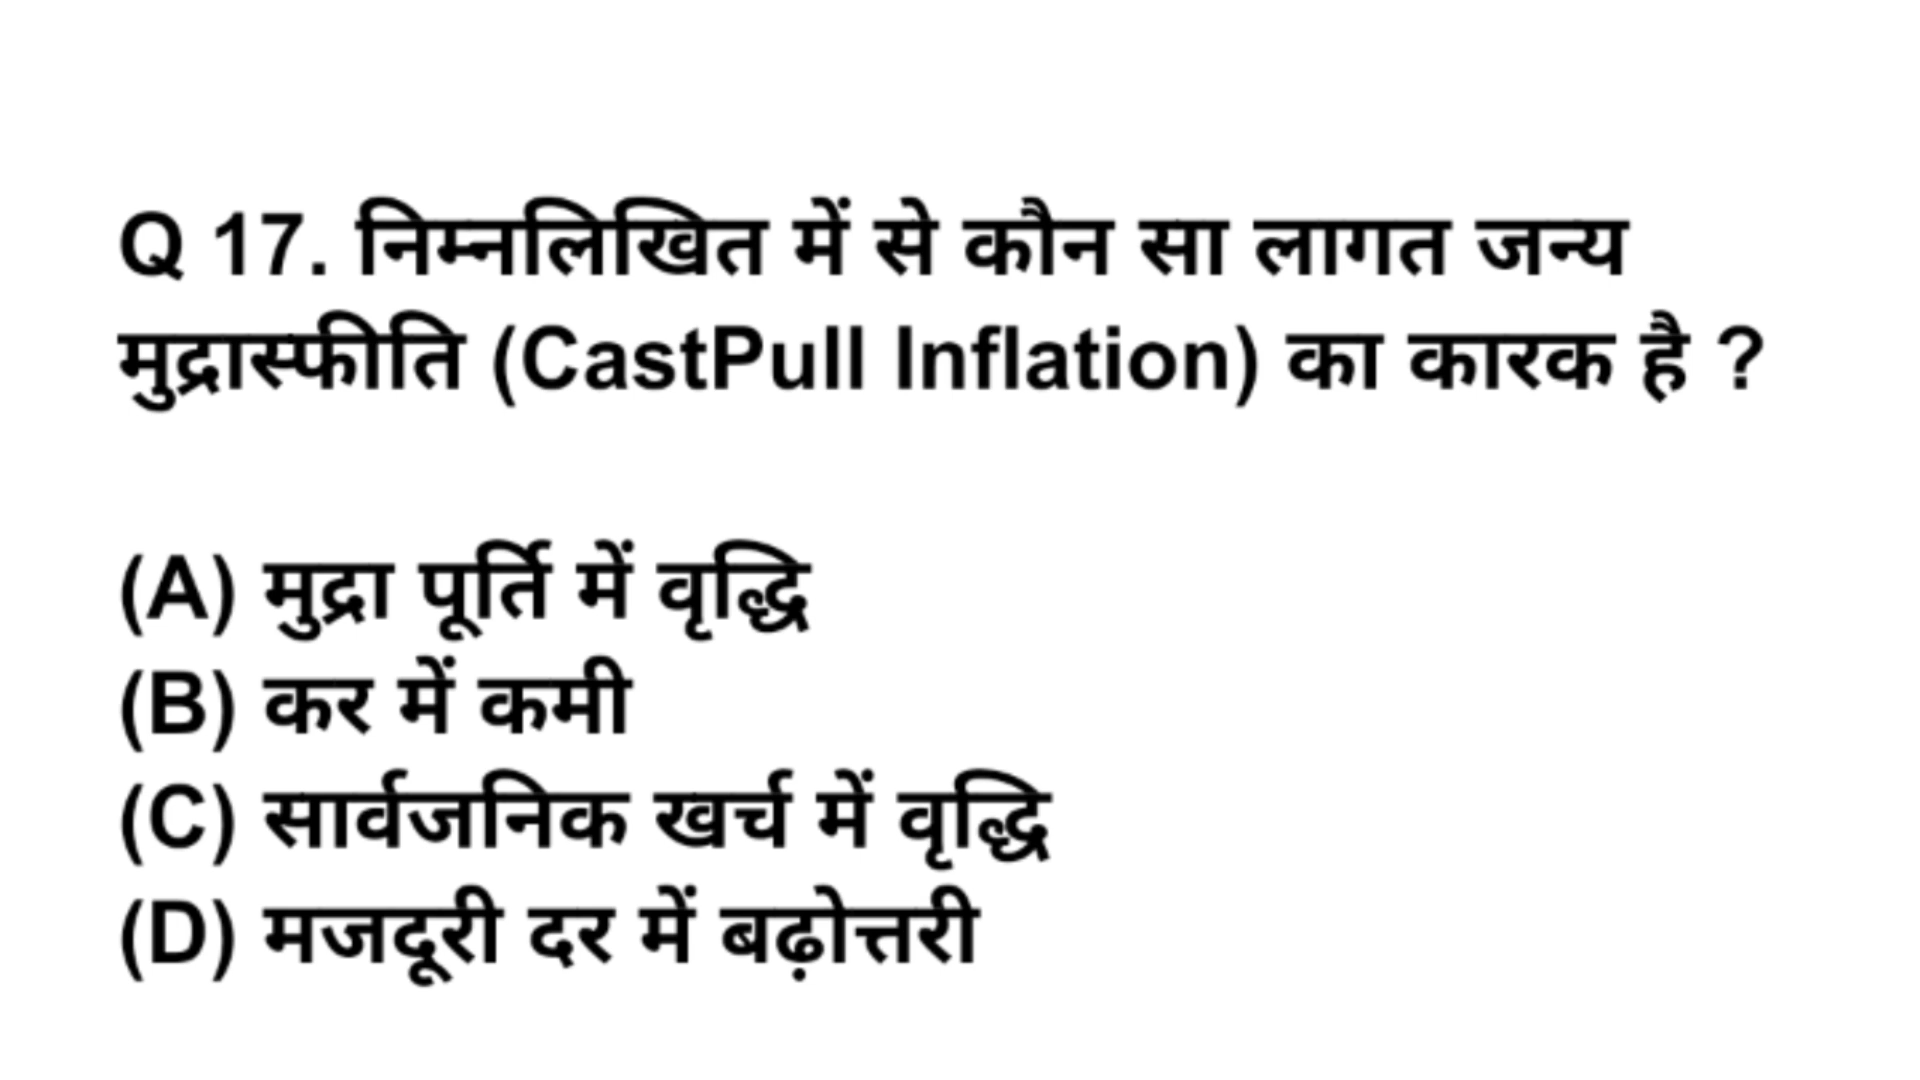 Q 17. निम्नलिखित में से कौन सा लागत जन्य
मुद्रास्फीति (CastPull Inflation) का कारक है ?
(A) मुद्रा पूर्ति में वृद्धि
(B) कर में कमी
(C) सार्वजनिक खर्च में वृद्धि
(D) मजदूरी दर में बढ़ोत्तरी